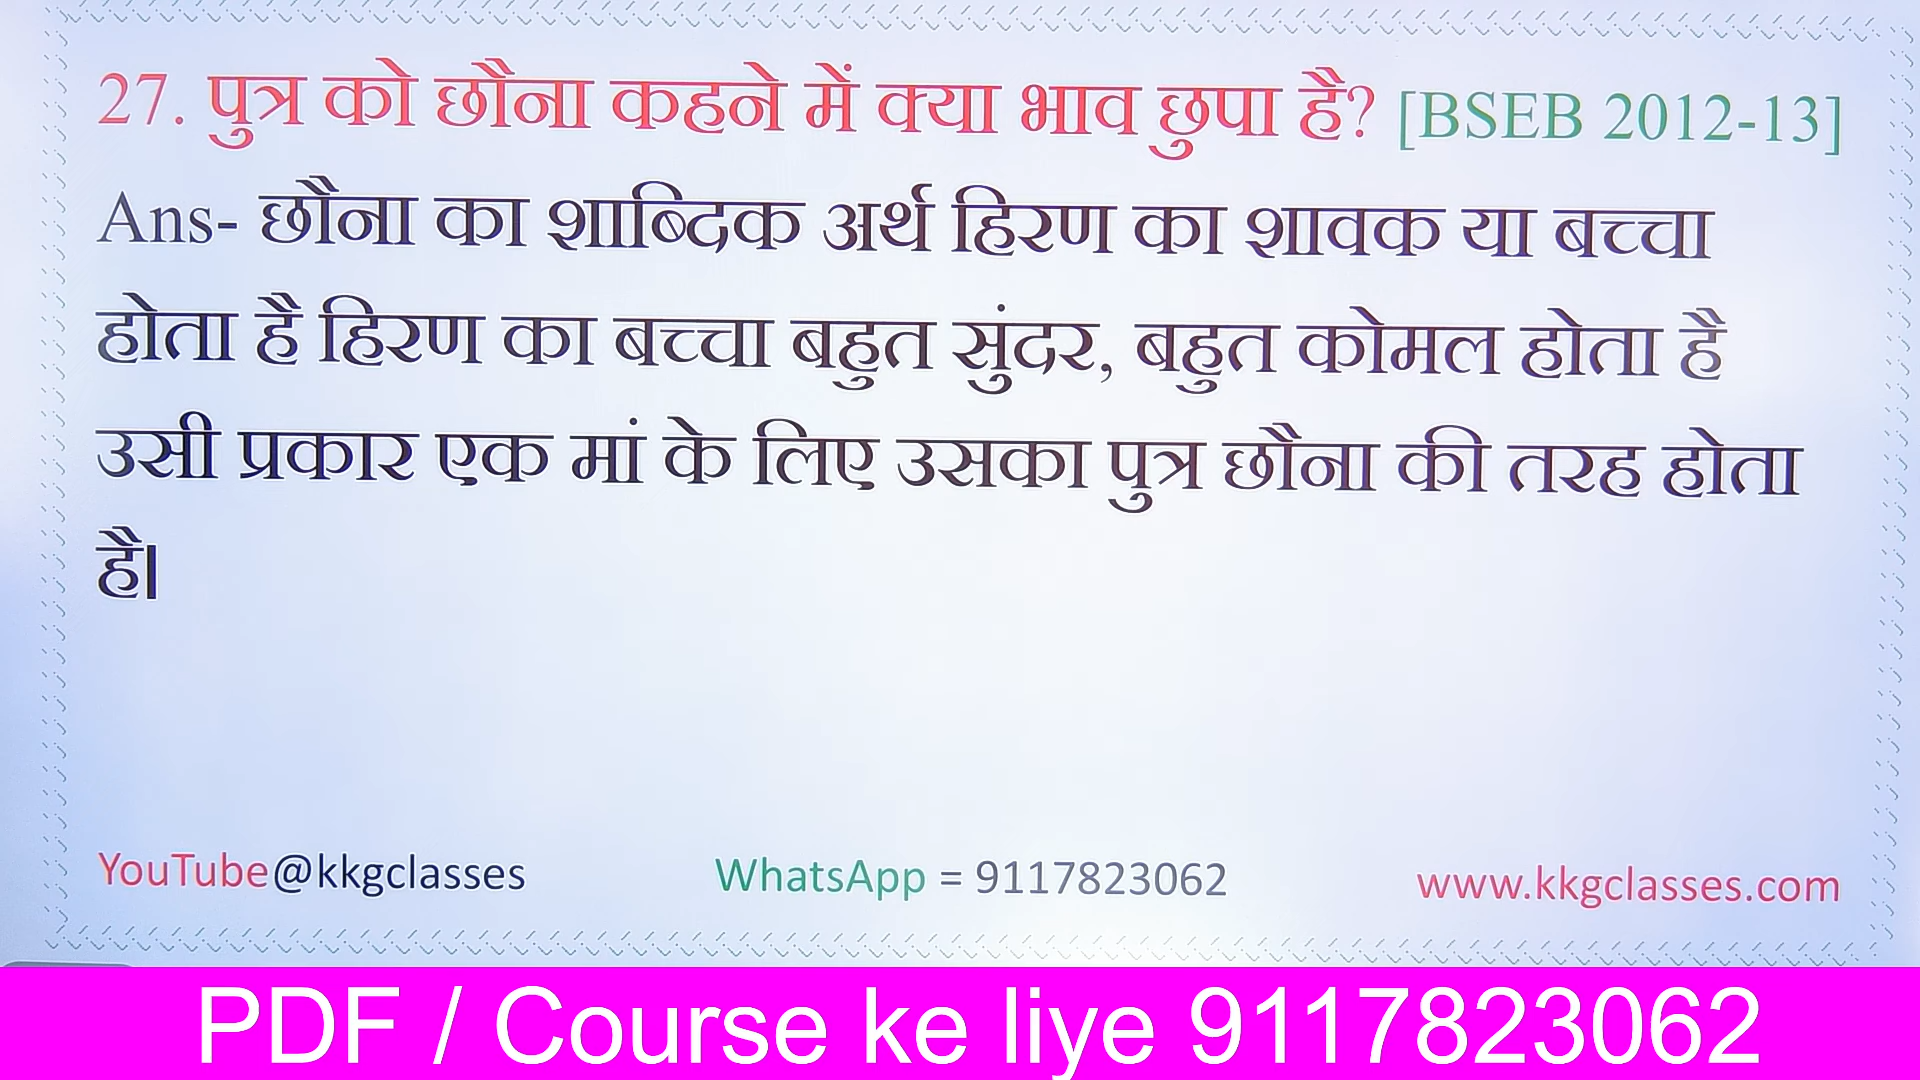 27. पुत्र को छौना कहने में क्या भाव छुपा है? [BSEB 2012-13]
Ans- छौना का शाब्दिक अर्थ हिरण का शावक या बच्चा
होता है हिरण का बच्चा बहुत सुंदर, बहुत कोमल होता है
उसी प्रकार एक मां के लिए उसका पुत्र छौना की तरह होता
है।
YouTube@kkgclasses WhatsApp = 9117823062 www.kkgclasses.com
PDF / Course ke liye 9117823062